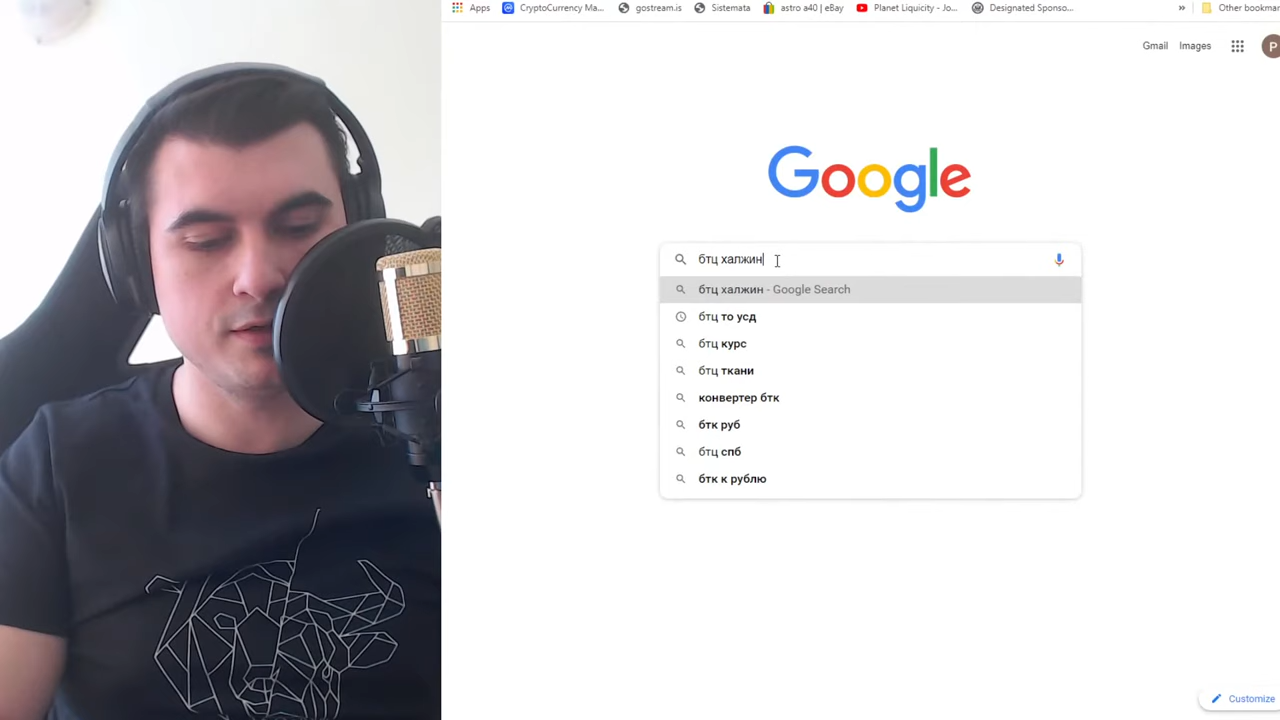 Apps
CryptoCurrency Ma...
gostream.is
Sistemata
astro a40 | eBay
Planet Liquicity - Jo...
Designated Sponso...
»
Other bookmar
Gmail
Images
P
Google
бтц халжин
бтц халжин - Google Search
бтц то усд
бтц курс
бтц ткани
конвертер бтк
бтк руб
бтц спб
бтк к рублю
Customize